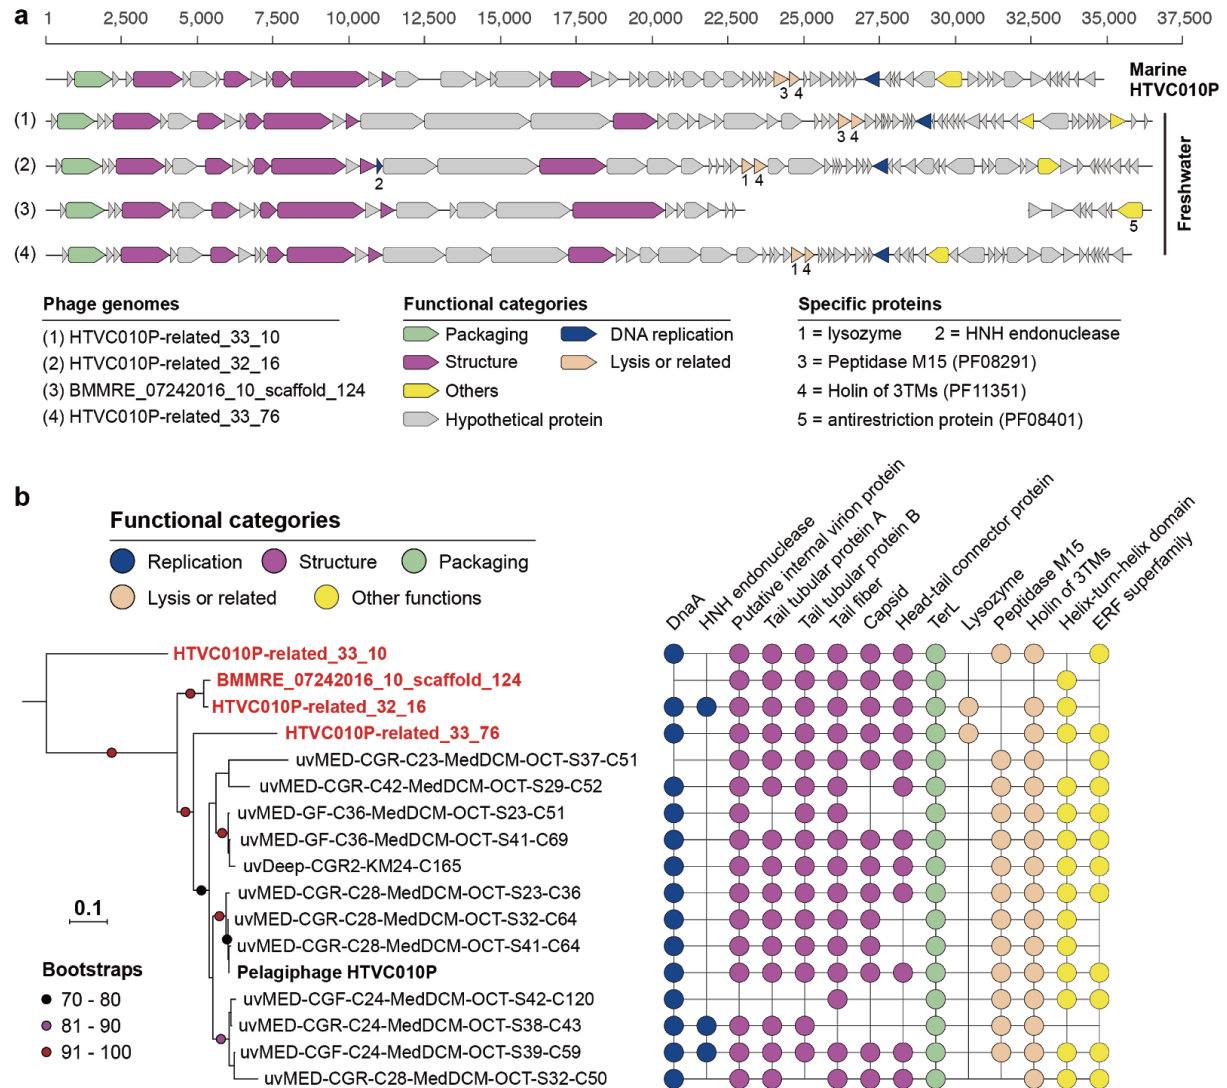 a
1 2,500 5,000 7,500 10,000 12,500 15,000 17,500 20,000 22,500 25,000 27,500 30,000 32,500 35,000 37,500
Marine
HTVC010P
3 4
(1)
3 4
(2)
2 1 4
(3)
5
(4)
1 4
Freshwater
Phage genomes
(1) HTVC010P-related_33_10
(2) HTVC010P-related_32_16
(3) BMMRE_07242016_10_scaffold_124
(4) HTVC010P-related_33_76
Functional categories
Packaging DNA replication
Structure Lysis or related
Others
Hypothetical protein
Specific proteins
1 = lysozyme 2 = HNH endonuclease
3 = Peptidase M15 (PF08291)
4 = Holin of 3TMs (PF11351)
5 = antirestriction protein (PF08401)
b
Functional categories
Replication Structure Packaging
Lysis or related Other functions
DnaA
HNH endonuclease
Putative internal virion protein
Tail tubular protein A
Tail tubular protein B
Tail fiber
Capsid
Head-tail connector protein
TerL
Lysozyme
Peptidase M15
Holin of 3TMs
Helix-turn-helix domain
ERF superfamily
HTVC010P-related_33_10
BMMRE_07242016_10_scaffold_124
HTVC010P-related_32_16
HTVC010P-related_33_76
uvMED-CGR-C23-MedDCM-OCT-S37-C51
uvMED-CGR-C42-MedDCM-OCT-S29-C52
uvMED-GF-C36-MedDCM-OCT-S23-C51
uvMED-GF-C36-MedDCM-OCT-S41-C69
uvDeep-CGR2-KM24-C165
uvMED-CGR-C28-MedDCM-OCT-S23-C36
uvMED-CGR-C28-MedDCM-OCT-S32-C64
uvMED-CGR-C28-MedDCM-OCT-S41-C64
Pelagiphage HTVC010P
uvMED-CGF-C24-MedDCM-OCT-S42-C120
uvMED-CGR-C24-MedDCM-OCT-S38-C43
uvMED-CGF-C24-MedDCM-OCT-S39-C59
uvMED-CGR-C28-MedDCM-OCT-S32-C50
0.1
Bootstraps
70 - 80
81 - 90
91 - 100